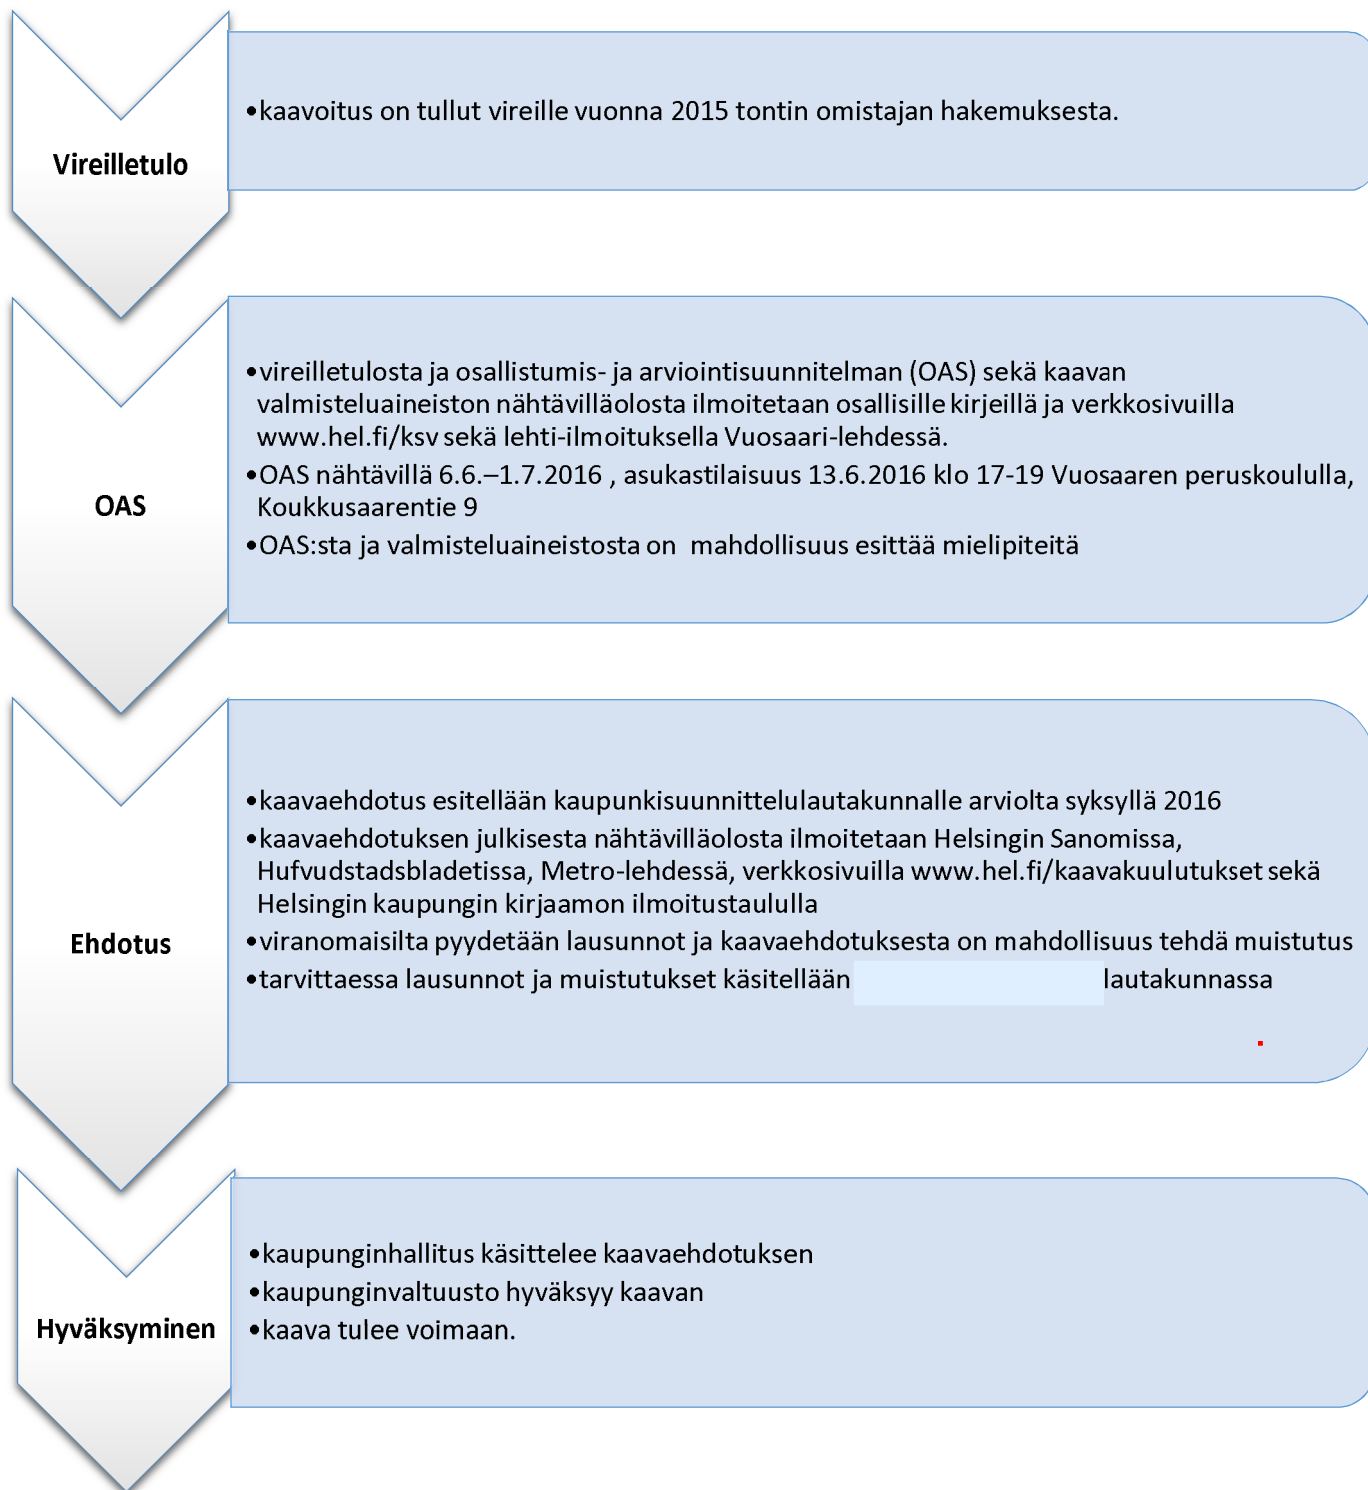 Vireilletulo
•kaavoitus on tullut vireille vuonna 2015 tontin omistajan hakemuksesta.
OAS
•vireilletulosta ja osallistumis- ja arviointisuunnitelman (OAS) sekä kaavan
valmisteluaineiston nähtävilläolosta ilmoitetaan osallisille kirjeillä ja verkkosivuilla
www.hel.fi/ksv sekä lehti-ilmoituksella Vuosaari-lehdessä.
•OAS nähtävillä 6.6.–1.7.2016 , asukastilaisuus 13.6.2016 klo 17-19 Vuosaaren peruskoululla,
Koukkusaarentie 9
•OAS:sta ja valmisteluaineistosta on mahdollisuus esittää mielipiteitä
Ehdotus
•kaavaehdotus esitellään kaupunkisuunnittelulautakunnalle arviolta syksyllä 2016
•kaavaehdotuksen julkisesta nähtävilläolosta ilmoitetaan Helsingin Sanomissa,
Hufvudstadsbladetissa, Metro-lehdessä, verkkosivuilla www.hel.fi/kaavakuulutukset sekä
Helsingin kaupungin kirjaamon ilmoitustaululla
•viranomaisilta pyydetään lausunnot ja kaavaehdotuksesta on mahdollisuus tehdä muistutus
•tarvittaessa lausunnot ja muistutukset käsitellään lautakunnassa
Hyväksyminen
•kaupunginhallitus käsittelee kaavaehdotuksen
•kaupunginvaltuusto hyväksyy kaavan
•kaava tulee voimaan.